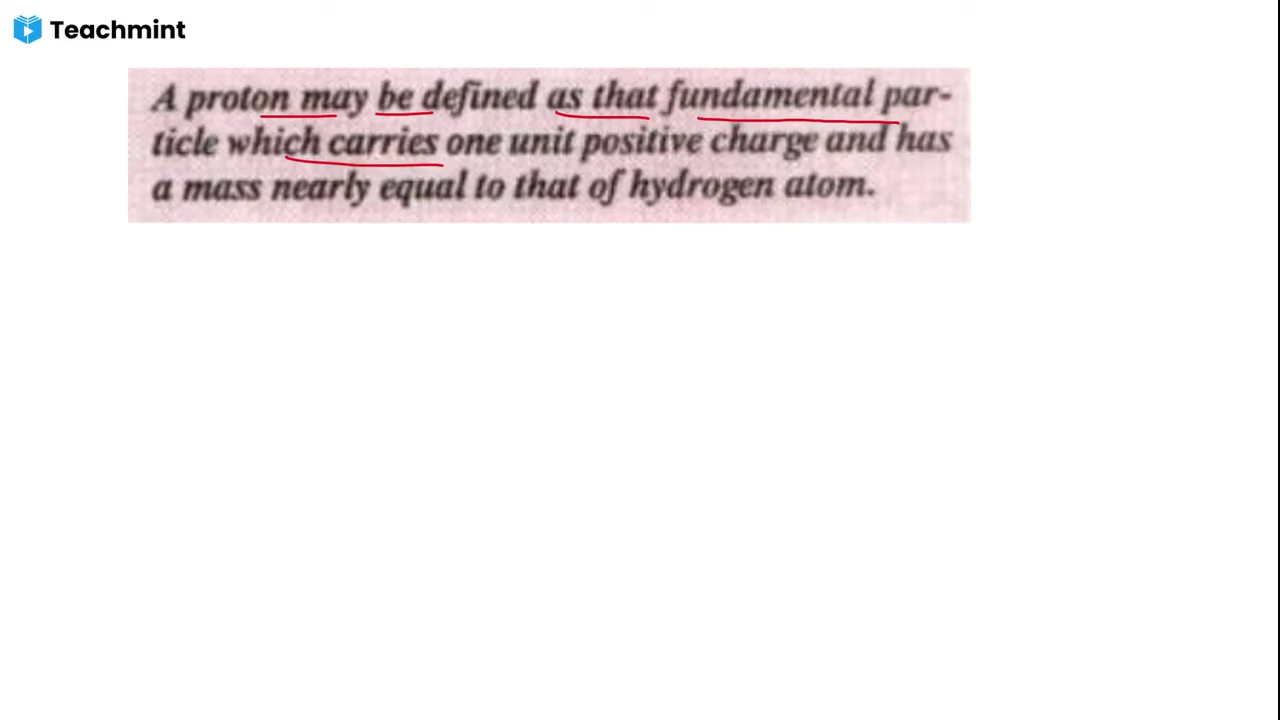 Teachmint
A proton may be defined as that fundamental par-
ticle which carries one unit positive charge and has
a mass nearly equal to that of hydrogen atom.